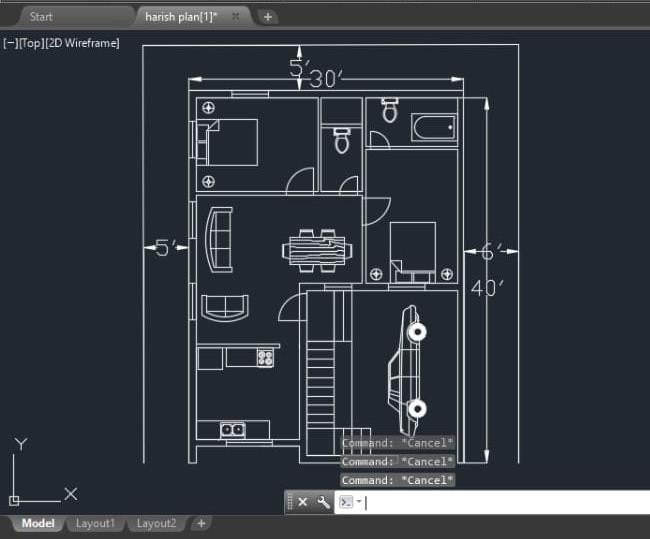 Start
harish plan[1]*
[−][Top][2D Wireframe]
5'
30'
5'
6'
40'
Command: *Cancel*
Command: *Cancel*
Command: *Cancel*
Y
X
Model
Layout1
Layout2